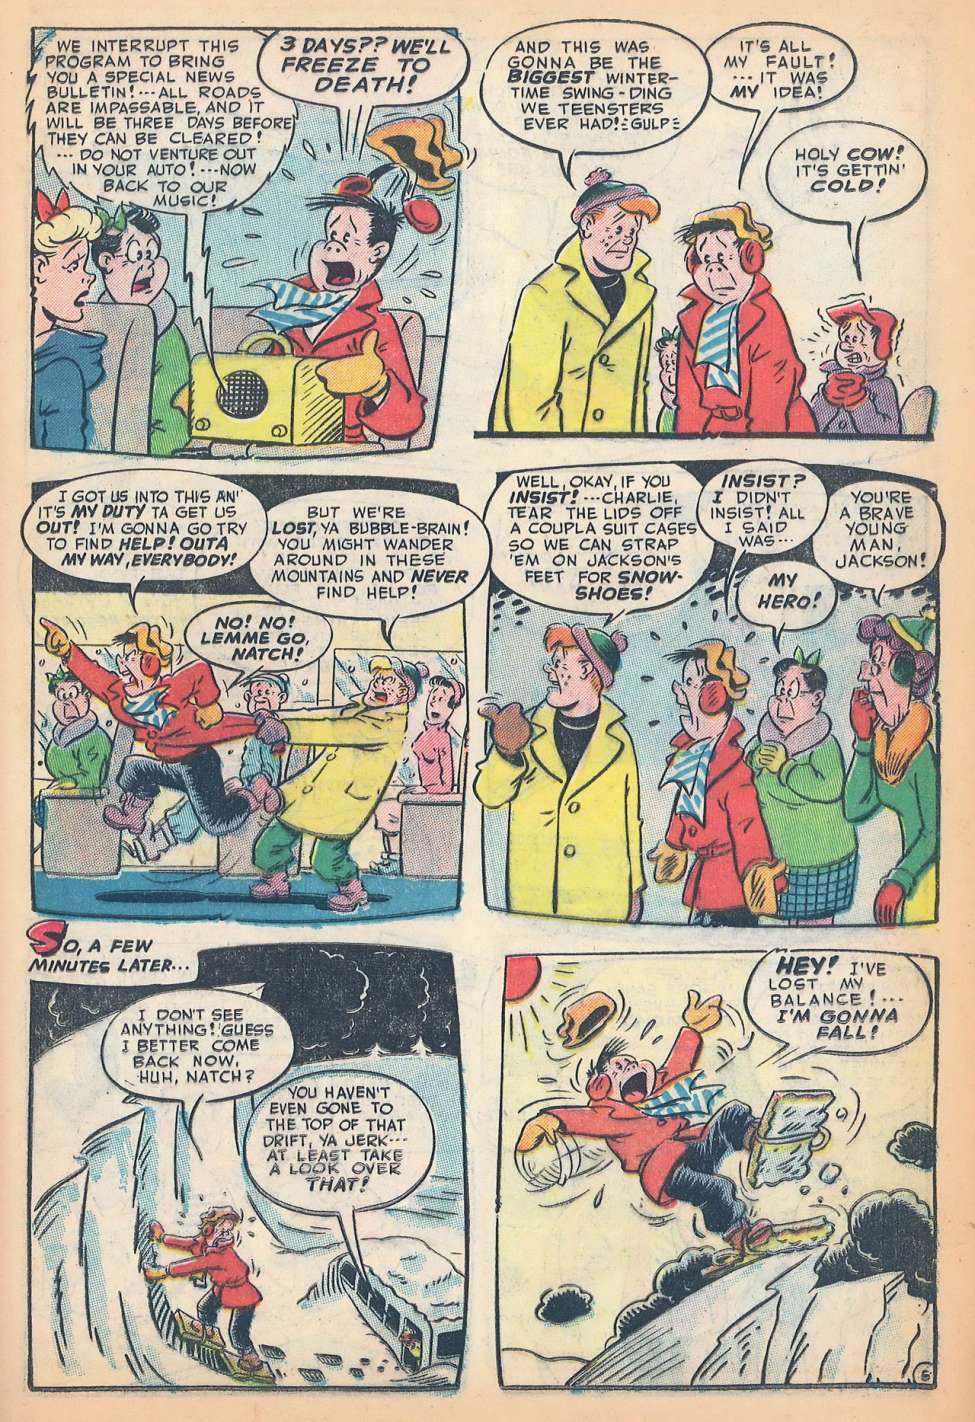 WE INTERRUPT THIS
PROGRAM TO BRING
YOU A SPECIAL NEWS
BULLETIN!---ALL ROADS
ARE IMPASSABLE, AND IT
WILL BE THREE DAYS BEFORE
THEY CAN BE CLEARED!
---DO NOT VENTURE OUT
IN YOUR AUTO!---NOW
BACK TO OUR
MUSIC!
3 DAYS?? WE'LL
FREEZE TO
DEATH!
AND THIS WAS
GONNA BE THE
BIGGEST WINTER-
TIME SWING-DING
WE TEENSTERS
EVER HAD! GULP
IT'S ALL
MY FAULT!
---IT WAS
MY IDEA!
HOLY COW!
IT'S GETTIN'
COLD!
I GOT US INTO THIS AN'
IT'S MY DUTY TA GET US
OUT! I'M GONNA GO TRY
TO FIND HELP! OUTA
MY WAY, EVERYBODY!
BUT WE'RE
LOST, YA BUBBLE-BRAIN!
YOU MIGHT WANDER
AROUND IN THESE
MOUNTAINS AND NEVER
FIND HELP!
NO! NO!
LEMME GO,
NATCH!
WELL, OKAY, IF YOU
INSIST!---CHARLIE,
TEAR THE LIDS OFF
A COUPLA SUIT CASES
SO WE CAN STRAP
'EM ON JACKSON'S
FEET FOR SNOW-
SHOES!
INSIST?
I DIDN'T
INSIST! ALL
I SAID
WAS---
MY
HERO!
YOU'RE
A BRAVE
YOUNG
MAN,
JACKSON!
SO, A FEW
MINUTES LATER...
I DON'T SEE
ANYTHING! GUESS
I BETTER COME
BACK NOW,
HUH, NATCH?
YOU HAVEN'T
EVEN GONE TO
THE TOP OF THAT
DRIFT, YA JERK---
AT LEAST TAKE
A LOOK OVER
THAT!
HEY! I'VE
LOST MY
BALANCE!---
I'M GONNA
FALL!
6